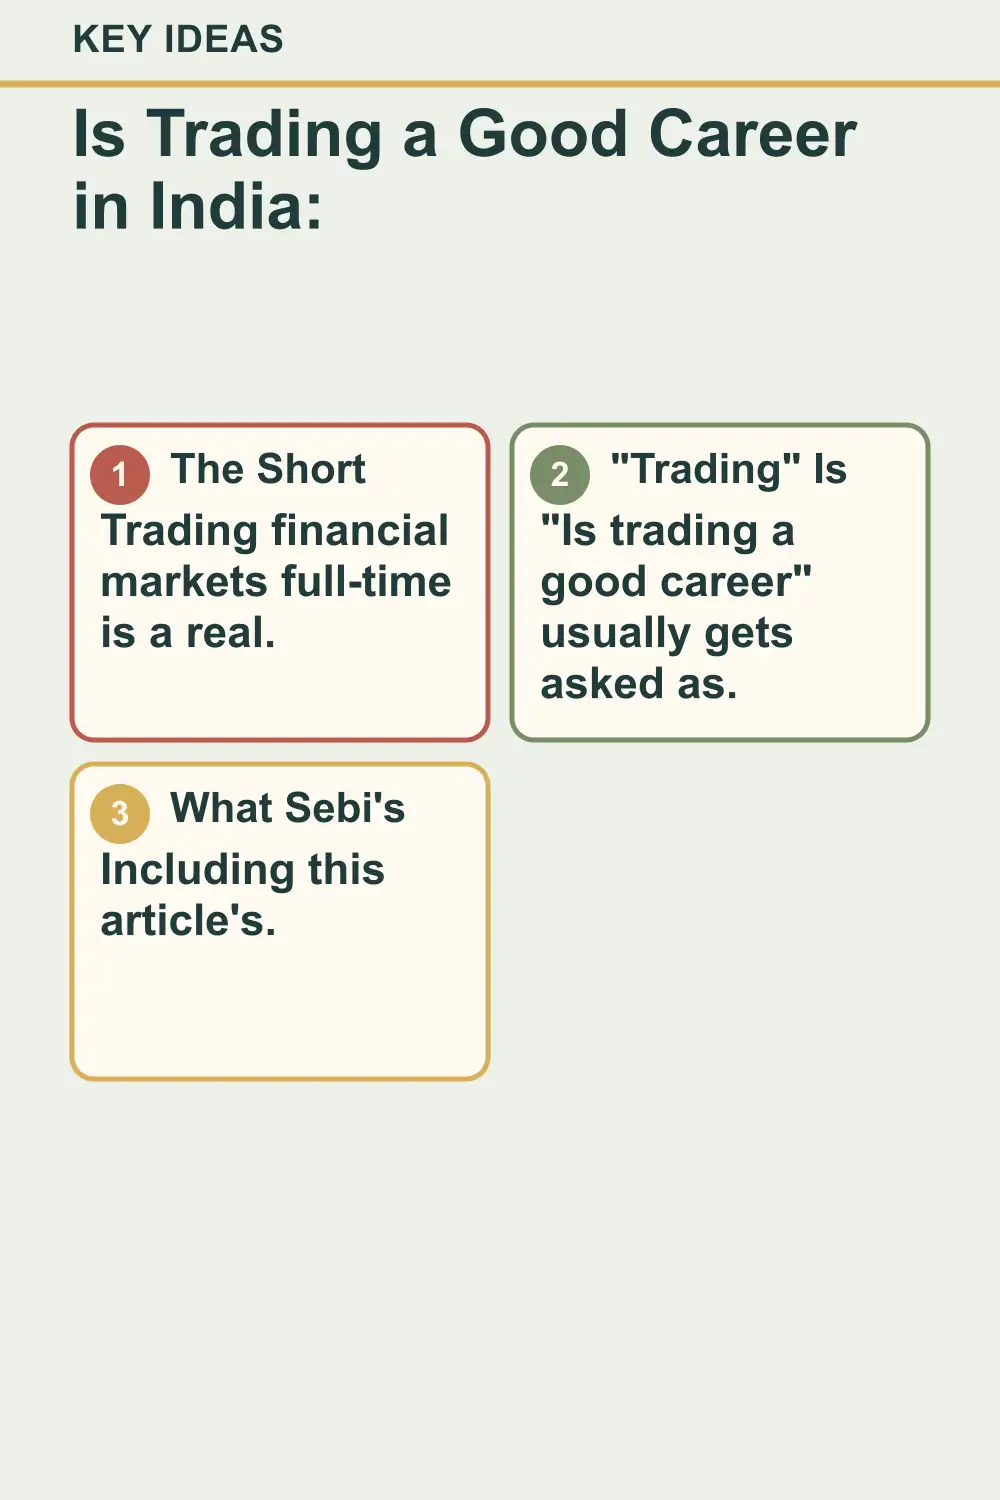 KEY IDEAS
Is Trading a Good Career
in India:
1 The Short
Trading financial
markets full-time
is a real.
2 "Trading" Is
"Is trading a
good career"
usually gets
asked as.
3 What Sebi's
Including this
article's.